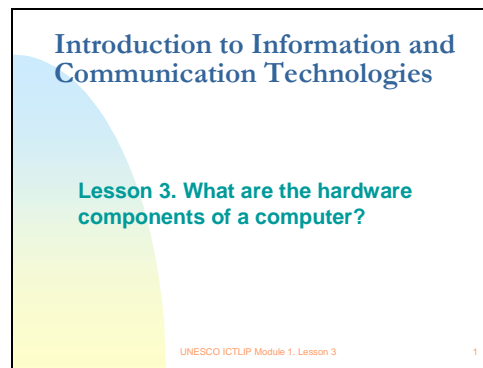 Introduction to Information and
Communication Technologies
Lesson 3. What are the hardware
components of a computer?
UNESCO ICTLIP Module 1. Lesson 3
1